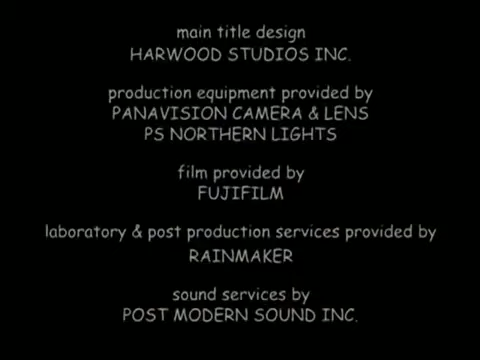 main title design
HARWOOD STUDIOS INC.
production equipment provided by
PANAVISION CAMERA & LENS
PS NORTHERN LIGHTS
film provided by
FUJIFILM
laboratory & post production services provided by
RAINMAKER
sound services by
POST MODERN SOUND INC.